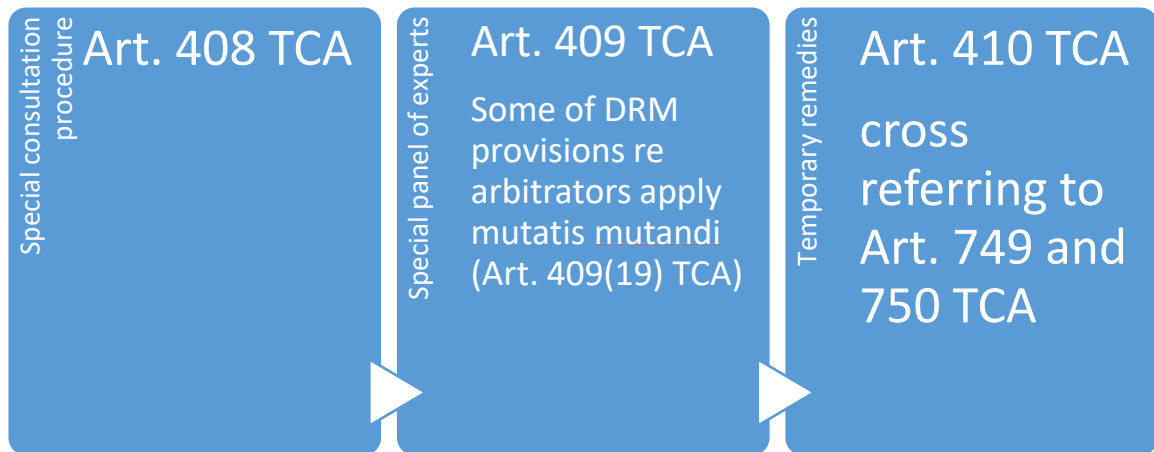 Special consultation
procedure
Art. 408 TCA
Special panel of experts
Art. 409 TCA
Some of DRM
provisions re
arbitrators apply
mutatis mutandi
(Art. 409(19) TCA)
Temporary remedies
Art. 410 TCA
cross
referring to
Art. 749 and
750 TCA